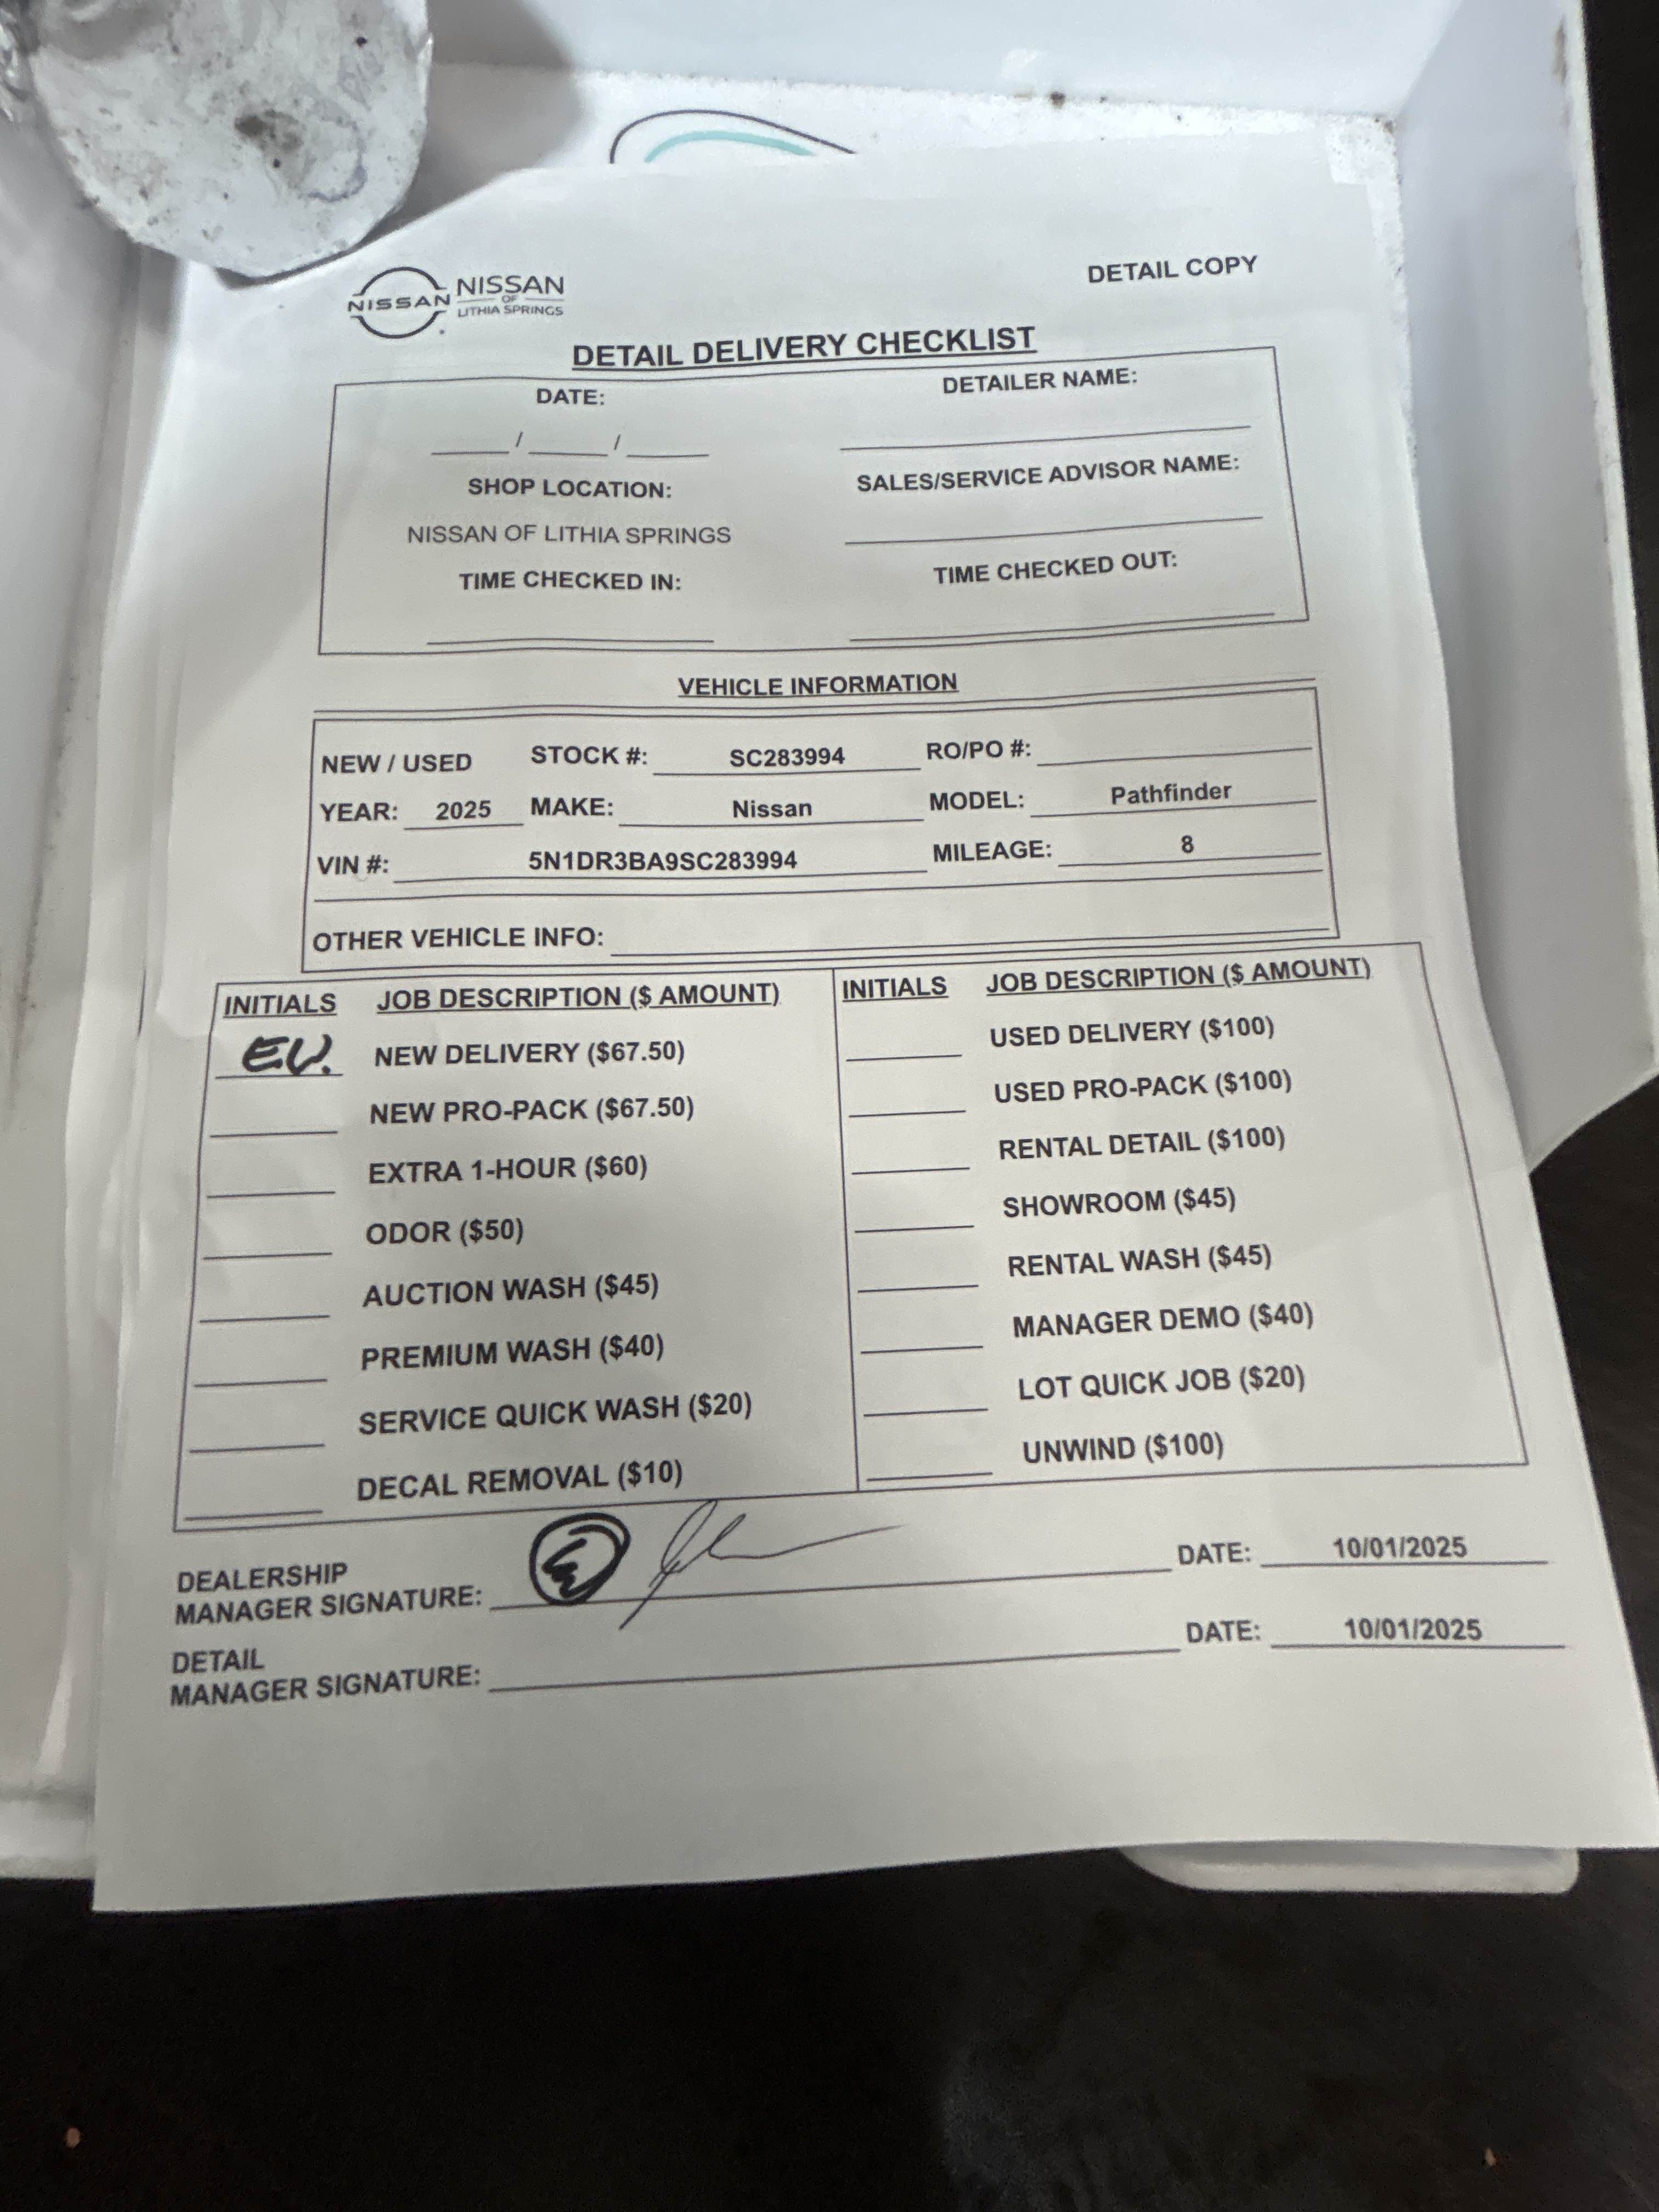 DETAIL COPY
NISSAN NISSAN
OF
LITHIA SPRINGS
DETAIL DELIVERY CHECKLIST
DATE: DETAILER NAME:
____ / ____ / ____ ____________________
SHOP LOCATION: SALES/SERVICE ADVISOR NAME:
NISSAN OF LITHIA SPRINGS ____________________
TIME CHECKED IN: TIME CHECKED OUT:
VEHICLE INFORMATION
NEW / USED STOCK #: SC283994 RO/PO #:
YEAR: 2025 MAKE: Nissan MODEL: Pathfinder
VIN #: 5N1DR3BA9SC283994 MILEAGE: 8
OTHER VEHICLE INFO:
INITIALS JOB DESCRIPTION ($ AMOUNT)
EV. NEW DELIVERY ($67.50)
NEW PRO-PACK ($67.50)
EXTRA 1-HOUR ($60)
ODOR ($50)
AUCTION WASH ($45)
PREMIUM WASH ($40)
SERVICE QUICK WASH ($20)
DECAL REMOVAL ($10)
INITIALS JOB DESCRIPTION ($ AMOUNT)
USED DELIVERY ($100)
USED PRO-PACK ($100)
RENTAL DETAIL ($100)
SHOWROOM ($45)
RENTAL WASH ($45)
MANAGER DEMO ($40)
LOT QUICK JOB ($20)
UNWIND ($100)
DEALERSHIP
MANAGER SIGNATURE: DATE: 10/01/2025
DETAIL
MANAGER SIGNATURE: DATE: 10/01/2025